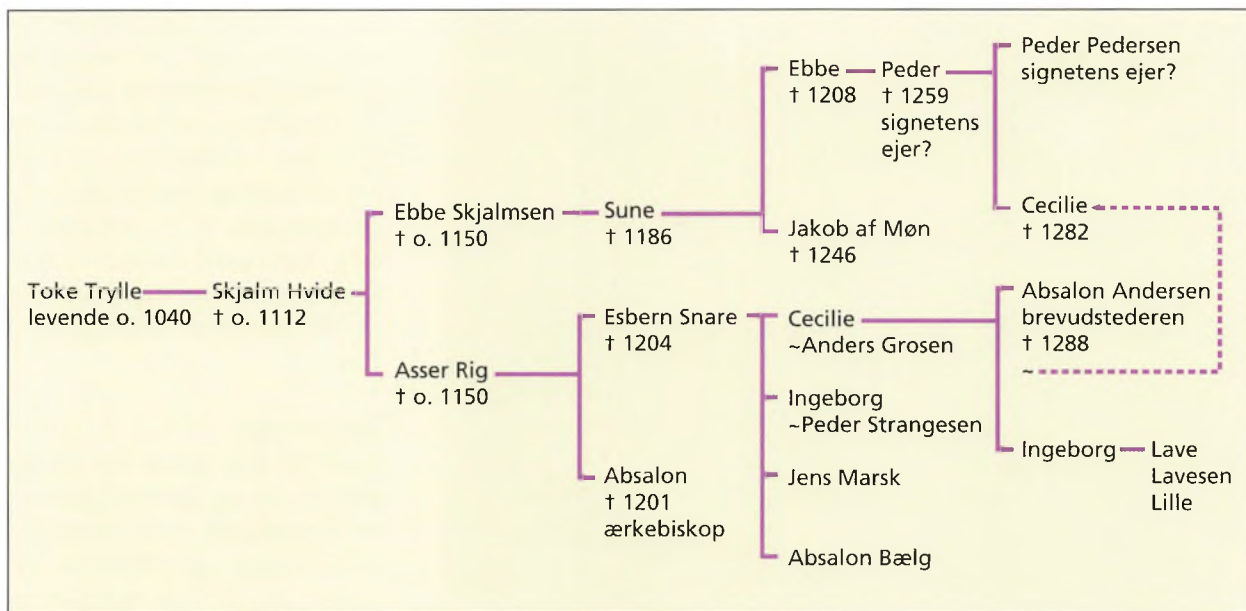 Toke Trylle
levende o. 1040
Skjalm Hvide
† o. 1112
Ebbe Skjalmsen
† o. 1150
Asser Rig
† o. 1150
Sune
† 1186
Esbern Snare
† 1204
Absalon
† 1201
ærkebiskop
Ebbe
† 1208
Jakob af Møn
† 1246
Peder
† 1259
signetens
ejer?
Cecilie
~Anders Grosen
Ingeborg
~Peder Strangesen
Jens Marsk
Absalon Bælg
Peder Pedersen
signetens ejer?
Cecilie
† 1282
Absalon Andersen
brevudstederen
† 1288
~
Ingeborg
Lave
Lavesen
Lille